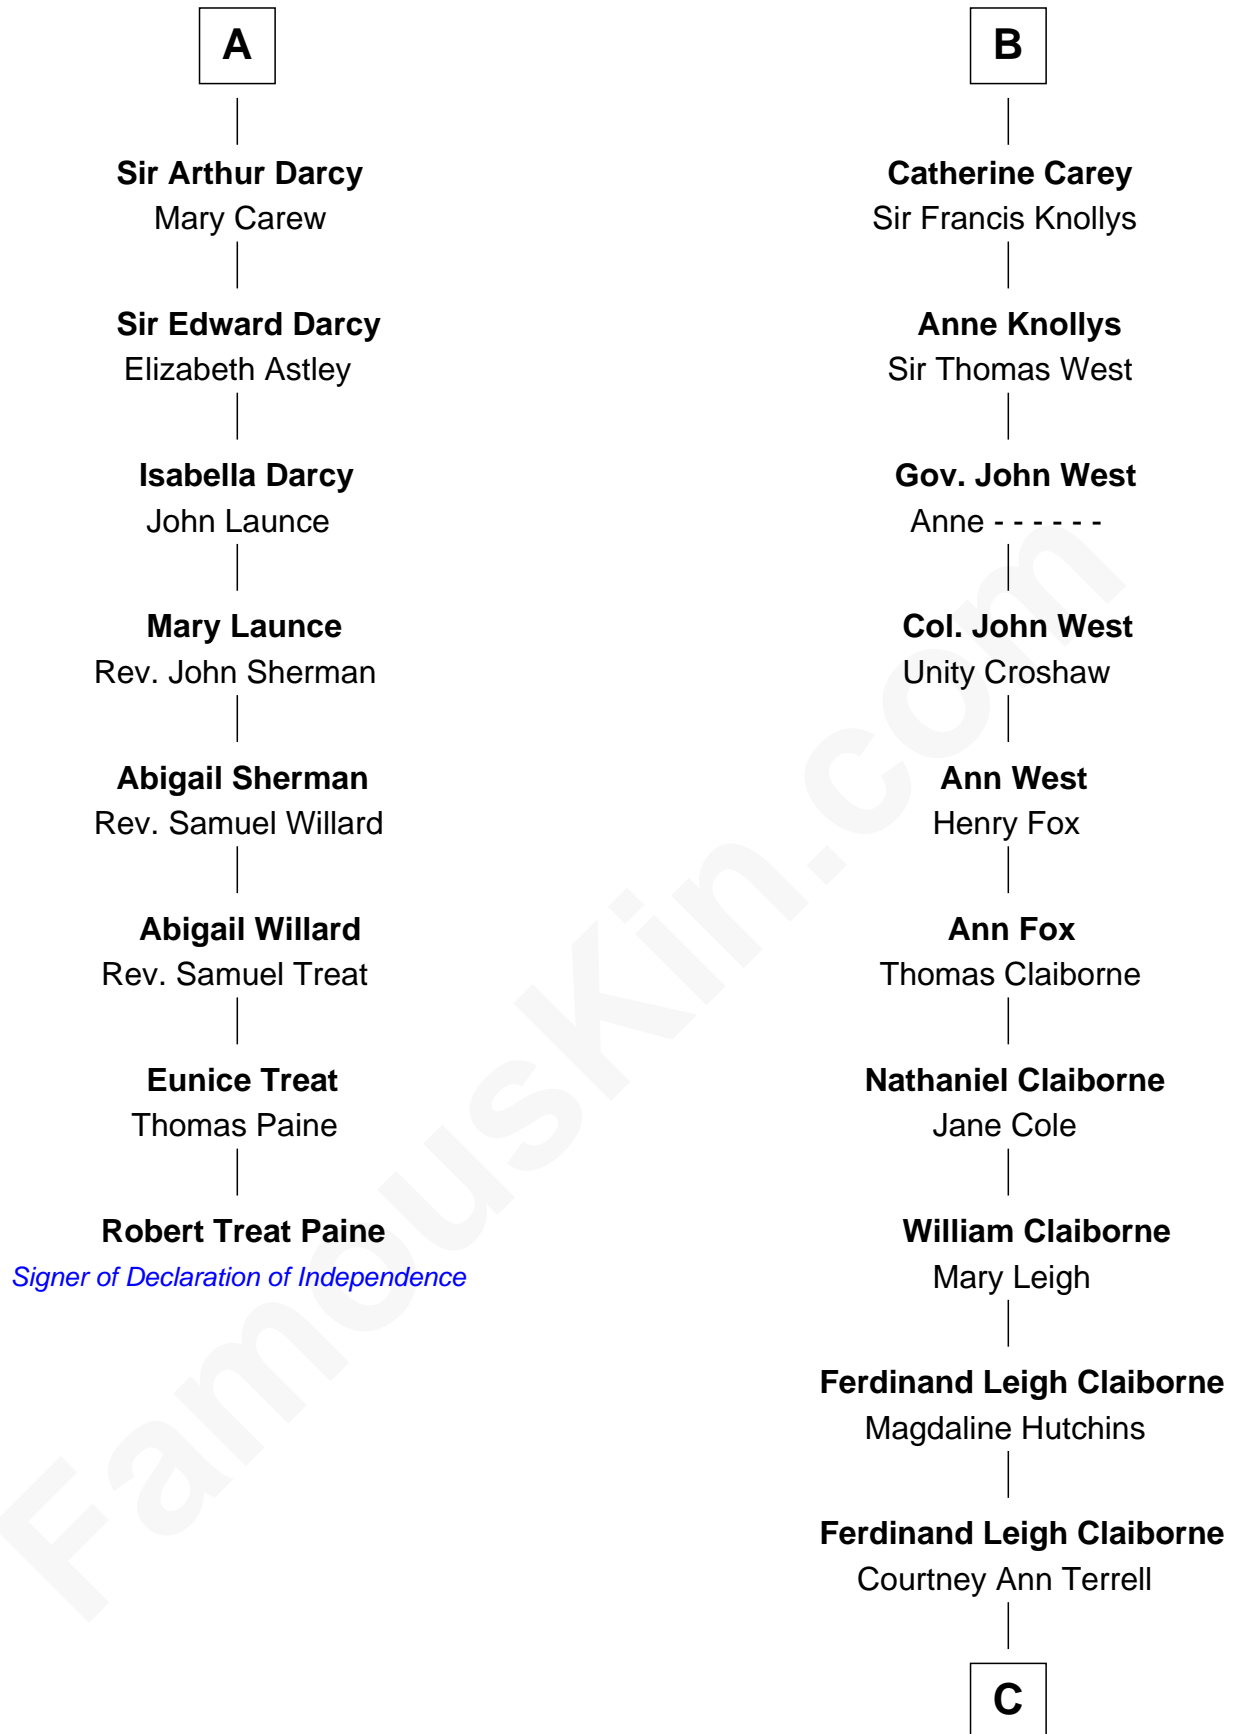 A
Sir Arthur Darcy
Mary Carew
Sir Edward Darcy
Elizabeth Astley
Isabella Darcy
John Launce
Mary Launce
Rev. John Sherman
Abigail Sherman
Rev. Samuel Willard
Abigail Willard
Rev. Samuel Treat
Eunice Treat
Thomas Paine
Robert Treat Paine
Signer of Declaration of Independence
B
Catherine Carey
Sir Francis Knollys
Anne Knollys
Sir Thomas West
Gov. John West
Anne - - - - - -
Col. John West
Unity Croshaw
Ann West
Henry Fox
Ann Fox
Thomas Claiborne
Nathaniel Claiborne
Jane Cole
William Claiborne
Mary Leigh
Ferdinand Leigh Claiborne
Magdaline Hutchins
Ferdinand Leigh Claiborne
Courtney Ann Terrell
C
FamousKin.com